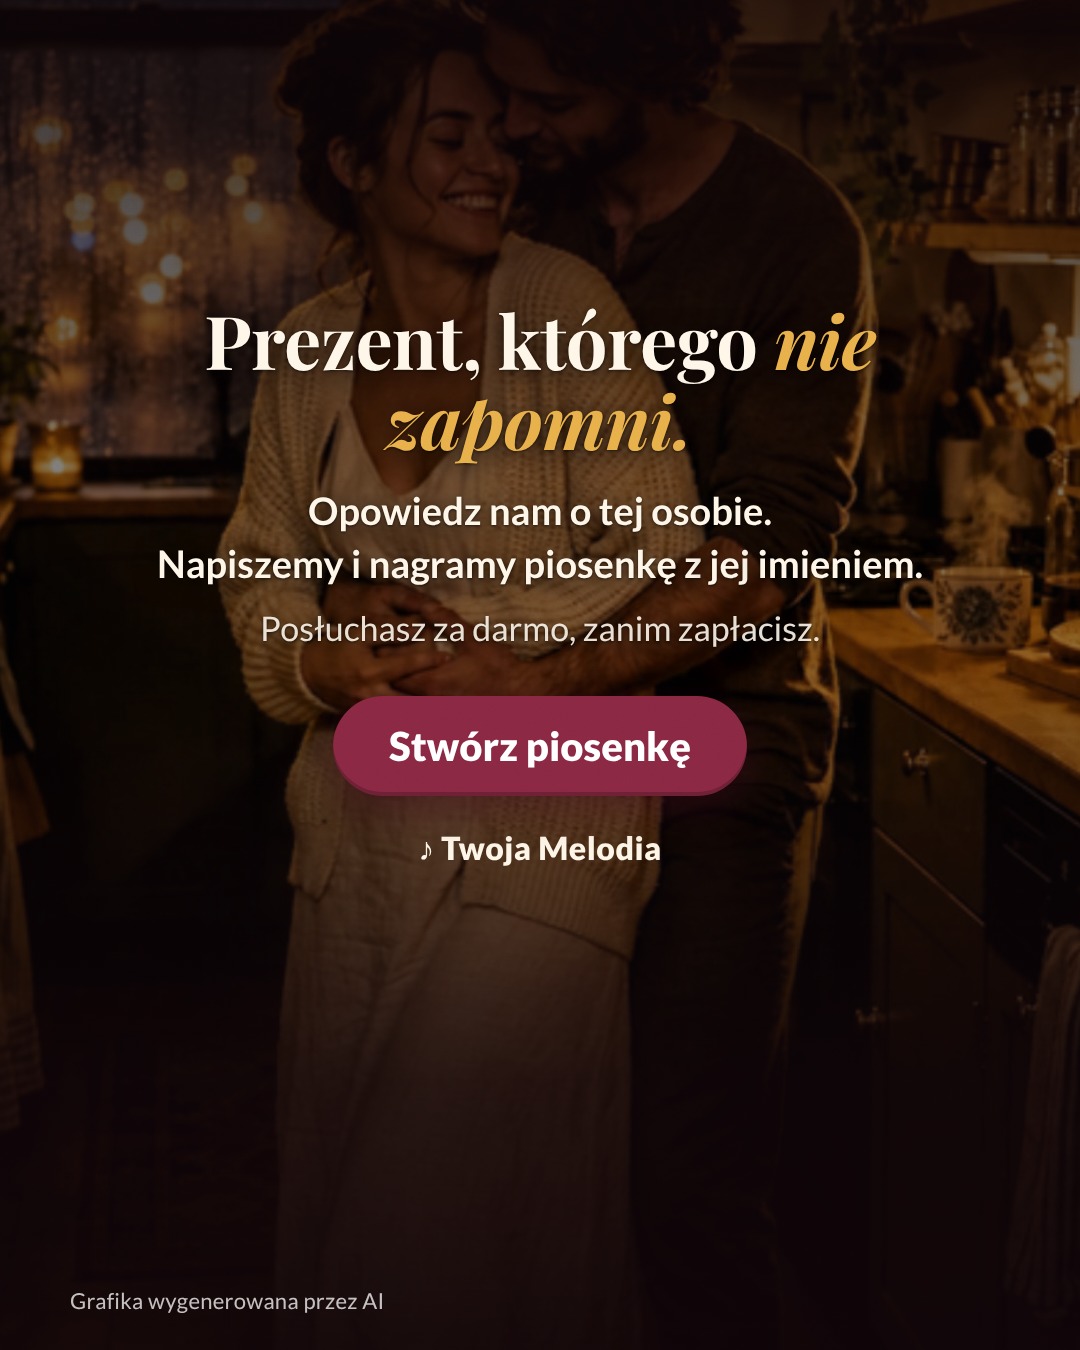 Prezent, którego nie
zapomni.
Opowiedz nam o tej osobie.
Napiszemy i nagramy piosenkę z jej imieniem.
Posłuchasz za darmo, zanim zapłacisz.
Stwórz piosenkę
♪ Twoja Melodia
Grafika wygenerowana przez AI